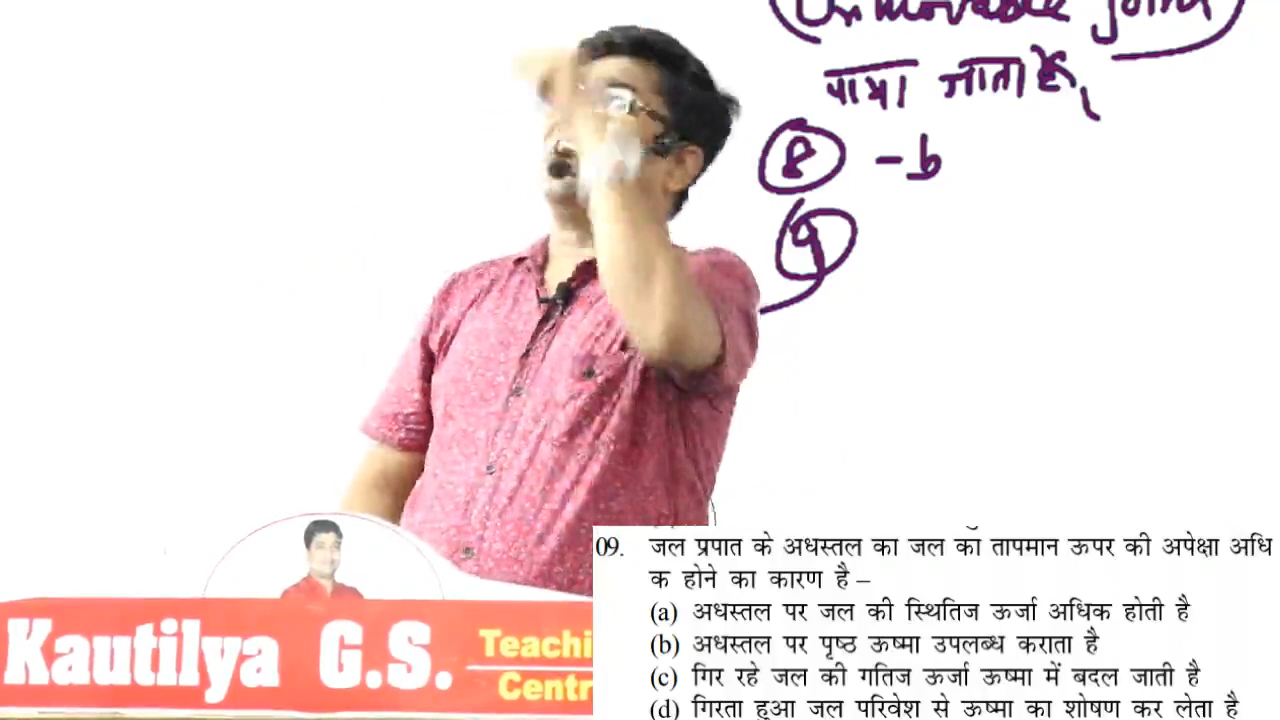 Unmovable joint
पाया जाता है,
8 - b
9
09. जल प्रपात के अधस्तल का जल का तापमान ऊपर की अपेक्षा अधि
क होने का कारण है –
(a) अधस्तल पर जल की स्थितिज ऊर्जा अधिक होती है
(b) अधस्तल पर पृष्ठ ऊष्मा उपलब्ध कराता है
(c) गिर रहे जल की गतिज ऊर्जा ऊष्मा में बदल जाती है
(d) गिरता हुआ जल परिवेश से ऊष्मा का शोषण कर लेता है
Kautilya G.S.
Teachi
Centr